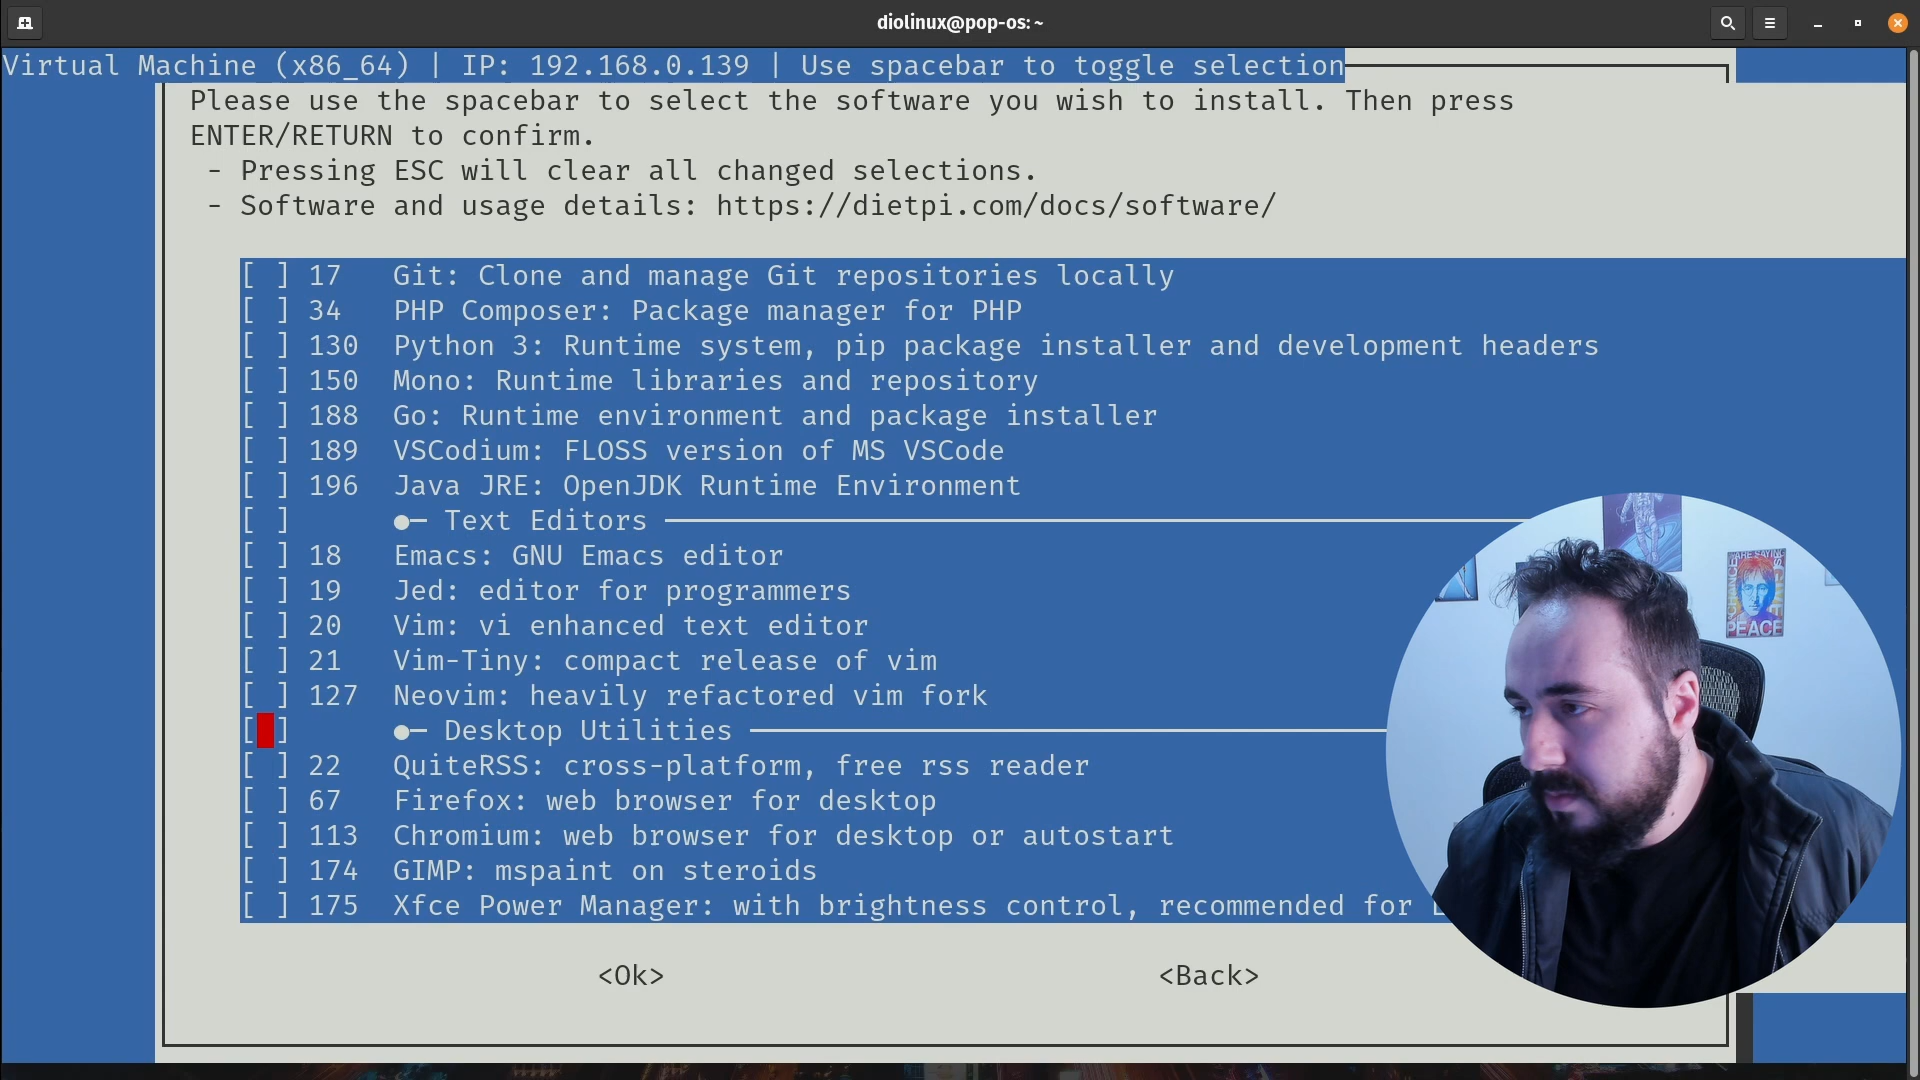 diolinux@pop-os: ~
Virtual Machine (x86_64) | IP: 192.168.0.139 | Use spacebar to toggle selection
Please use the spacebar to select the software you wish to install. Then press
ENTER/RETURN to confirm.
- Pressing ESC will clear all changed selections.
- Software and usage details: https://dietpi.com/docs/software/
[ ] 17 Git: Clone and manage Git repositories locally
[ ] 34 PHP Composer: Package manager for PHP
[ ] 130 Python 3: Runtime system, pip package installer and development headers
[ ] 150 Mono: Runtime libraries and repository
[ ] 188 Go: Runtime environment and package installer
[ ] 189 VSCodium: FLOSS version of MS VSCode
[ ] 196 Java JRE: OpenJDK Runtime Environment
[ ] ●─ Text Editors
[ ] 18 Emacs: GNU Emacs editor
[ ] 19 Jed: editor for programmers
[ ] 20 Vim: vi enhanced text editor
[ ] 21 Vim-Tiny: compact release of vim
[ ] 127 Neovim: heavily refactored vim fork
[ ] ●─ Desktop Utilities
[ ] 22 QuiteRSS: cross-platform, free rss reader
[ ] 67 Firefox: web browser for desktop
[ ] 113 Chromium: web browser for desktop or autostart
[ ] 174 GIMP: mspaint on steroids
[ ] 175 Xfce Power Manager: with brightness control, recommended for
<Ok> <Back>
PEACE